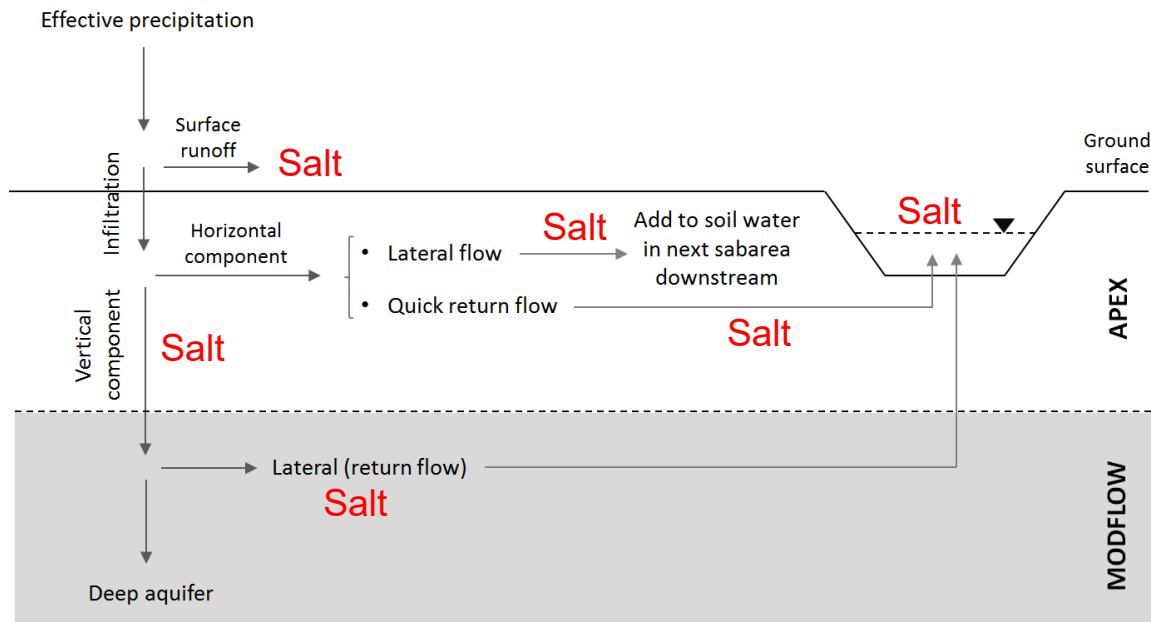 Effective precipitation
Surface
runoff
Salt
Ground
surface
Infiltration
Salt
Horizontal
component
• Lateral flow
Salt
Add to soil water
in next sabarea
downstream
• Quick return flow
Salt
Vertical
component
Salt
APEX
Lateral (return flow)
Salt
MODFLOW
Deep aquifer